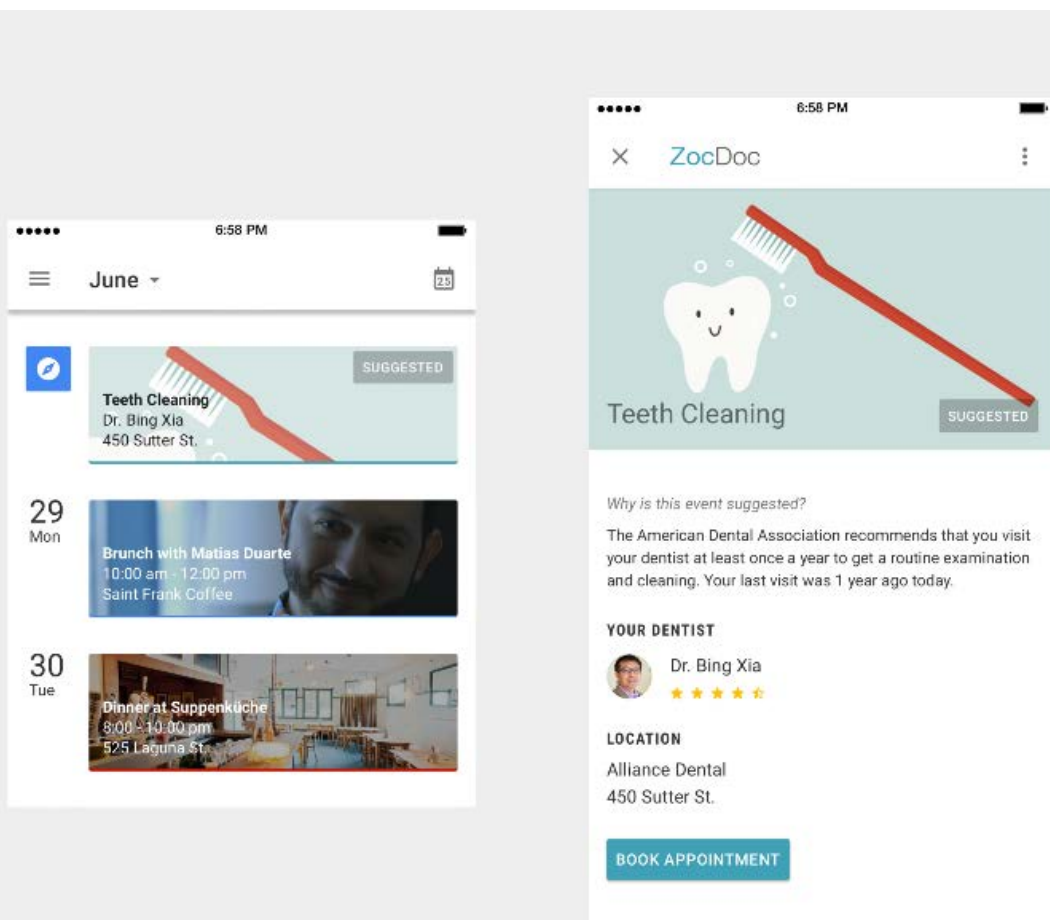 6:58 PM
June
25
SUGGESTED
Teeth Cleaning
Dr. Bing Xia
450 Sutter St.
29
Mon
Brunch with Matias Duarte
10:00 am - 12:00 pm
Saint Frank Coffee
30
Tue
Dinner at Suppenküche
8:00 - 10:00 pm
525 Laguna St.
6:58 PM
ZocDoc
Teeth Cleaning
SUGGESTED
Why is this event suggested?
The American Dental Association recommends that you visit
your dentist at least once a year to get a routine examination
and cleaning. Your last visit was 1 year ago today.
YOUR DENTIST
Dr. Bing Xia
LOCATION
Alliance Dental
450 Sutter St.
BOOK APPOINTMENT